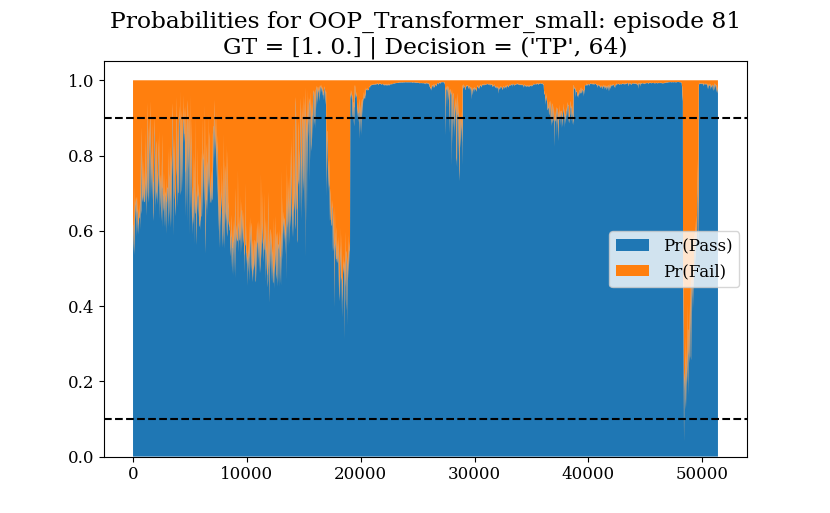 Probabilities for OOP_Transformer_small: episode 81
GT = [1. 0.] | Decision = ('TP', 64)
1.0
0.8
0.6
0.4
0.2
0.0
Pr(Pass)
Pr(Fail)
0 10000 20000 30000 40000 50000